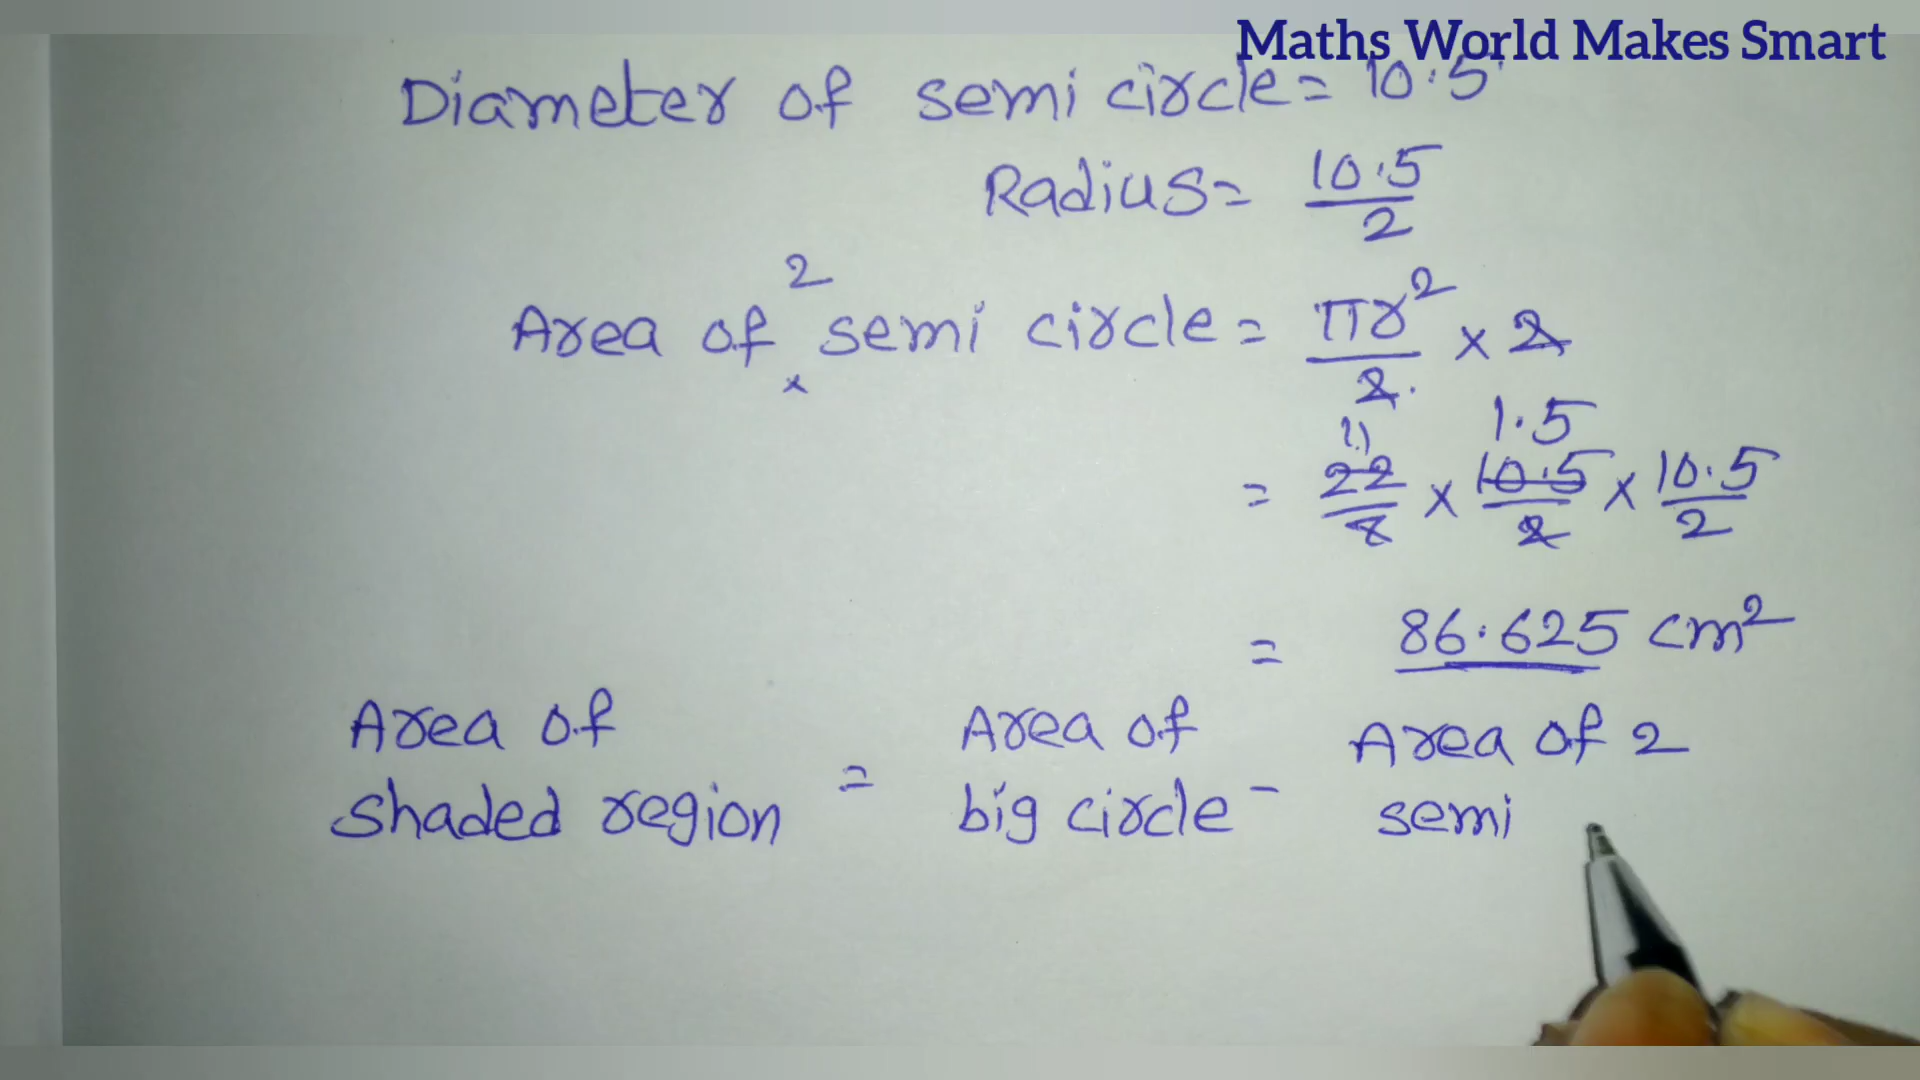 Maths World Makes Smart
Diameter of semi circle = 10.5
Radius = 10.5/2
Area of 2 semi circle = πr²/2 × 2
x
11 1.5
= 22/7 × 10.5/2 × 10.5/2
= 86.625 cm²
Area of shaded region = Area of big circle - Area of 2 semi